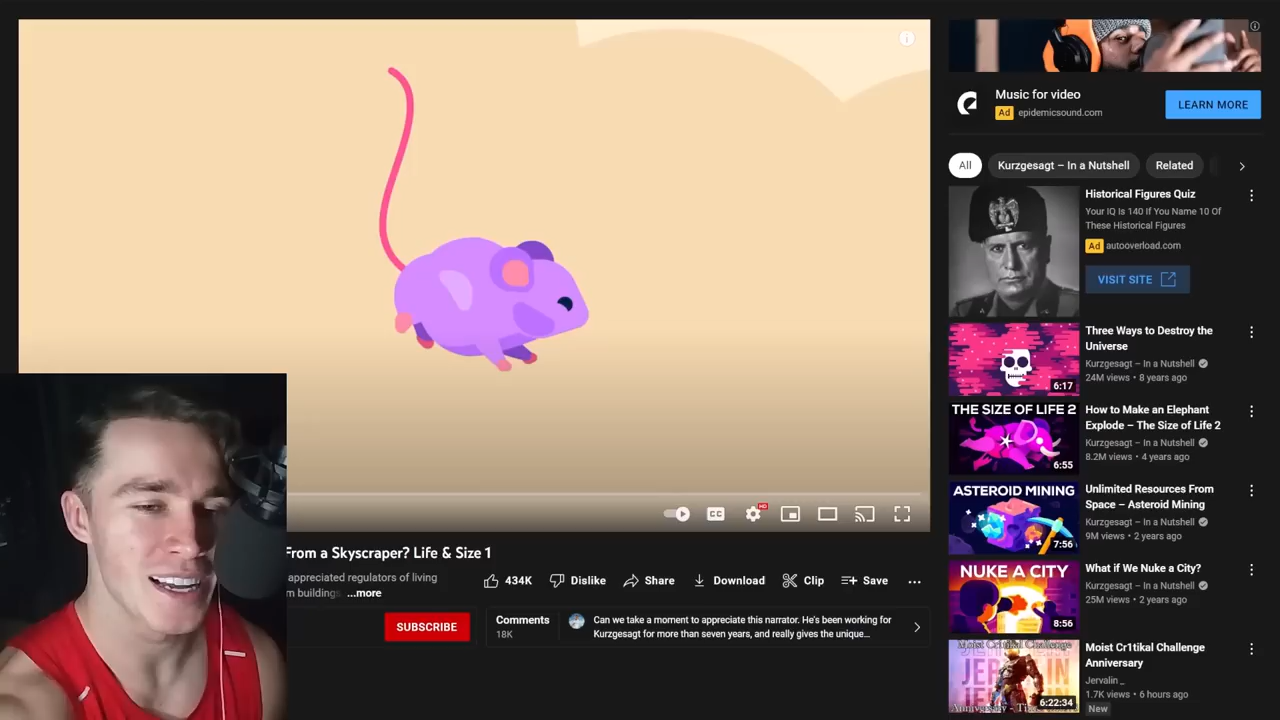 Music for video
Ad epidemicsound.com
LEARN MORE
All
Kurzgesagt – In a Nutshell
Related
Historical Figures Quiz
Your IQ Is 140 If You Name 10 Of
These Historical Figures
Ad autooverload.com
VISIT SITE
6:17
Three Ways to Destroy the
Universe
Kurzgesagt – In a Nutshell
24M views • 8 years ago
THE SIZE OF LIFE 2
6:55
How to Make an Elephant
Explode – The Size of Life 2
Kurzgesagt – In a Nutshell
8.2M views • 4 years ago
ASTEROID MINING
7:56
Unlimited Resources From
Space – Asteroid Mining
Kurzgesagt – In a Nutshell
9M views • 2 years ago
NUKE A CITY
8:56
What if We Nuke a City?
Kurzgesagt – In a Nutshell
25M views • 2 years ago
6:22:34
Moist Cr1tikal Challenge
Anniversary
Jervalin _
1.7K views • 6 hours ago
New
CC
HD
From a Skyscraper? Life & Size 1
appreciated regulators of living
m buildings. ...more
434K
Dislike
Share
Download
Clip
Save
SUBSCRIBE
Comments
18K
Can we take a moment to appreciate this narrator. He's been working for
Kurzgesagt for more than seven years, and really gives the unique...